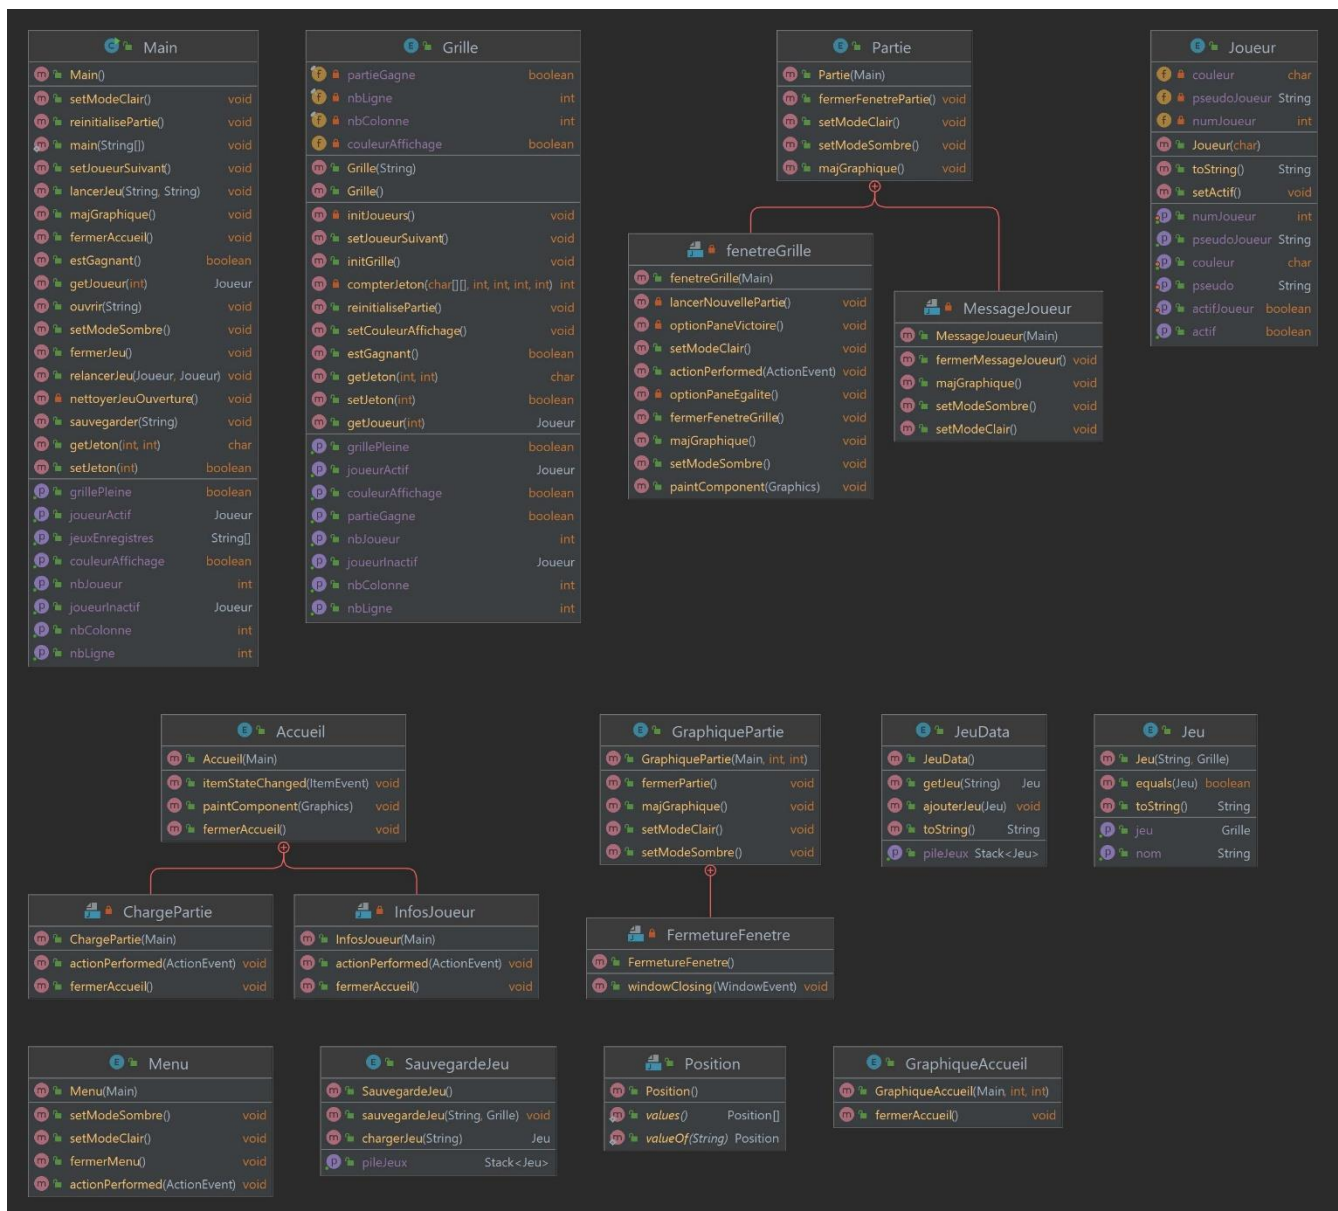 Main
Main()
setModeClair() void
reinitialisePartie() void
main(String[]) void
setJoueurSuivant() void
lancerJeu(String, String) void
majGraphique() void
fermerAccueil() void
estGagnant() boolean
getJoueur(int) Joueur
ouvrir(String) void
setModeSombre() void
fermerJeu() void
relancerJeu(Joueur, Joueur) void
nettoyerJeuOuverture() void
sauvegarder(String) void
getJeton(int, int) char
setJeton(int) boolean
grillePleine boolean
joueurActif Joueur
jeuxEnregistres String[]
couleurAffichage boolean
nbJoueur int
joueurInactif Joueur
nbColonne int
nbLigne int
Grille
partieGagne boolean
nbLigne int
nbColonne int
couleurAffichage boolean
Grille(String)
Grille()
initJoueurs() void
setJoueurSuivant() void
initGrille() void
compterJeton(char[][], int, int, int, int) int
reinitialisePartie() void
setCouleurAffichage() void
estGagnant() boolean
getJeton(int, int) char
setJeton(int) boolean
getJoueur(int) Joueur
grillePleine boolean
joueurActif Joueur
couleurAffichage boolean
partieGagne boolean
nbJoueur int
joueurInactif Joueur
nbColonne int
nbLigne int
Partie
Partie(Main)
fermerFenetrePartie() void
setModeClair() void
setModeSombre() void
majGraphique() void
fenetreGrille
fenetreGrille(Main)
lancerNouvellePartie() void
optionPaneVictoire() void
setModeClair() void
actionPerformed(ActionEvent) void
optionPaneEgalite() void
fermerFenetreGrille() void
majGraphique() void
setModeSombre() void
paintComponent(Graphics) void
MessageJoueur
MessageJoueur(Main)
fermerMessageJoueur() void
majGraphique() void
setModeSombre() void
setModeClair() void
Joueur
couleur char
pseudoJoueur String
numJoueur int
Joueur(char)
toString() String
setActif() void
numJoueur int
pseudoJoueur String
couleur char
pseudo String
actifJoueur boolean
actif boolean
Accueil
Accueil(Main)
itemStateChanged(ItemEvent) void
paintComponent(Graphics) void
fermerAccueil() void
ChargePartie
ChargePartie(Main)
actionPerformed(ActionEvent) void
fermerAccueil() void
InfosJoueur
InfosJoueur(Main)
actionPerformed(ActionEvent) void
fermerAccueil() void
GraphiquePartie
GraphiquePartie(Main, int, int)
fermerPartie() void
majGraphique() void
setModeClair() void
setModeSombre() void
FermetureFenetre
FermetureFenetre()
windowClosing(WindowEvent) void
JeuData
JeuData()
getJeu(String) Jeu
ajouterJeu(Jeu) void
toString() String
pileJeux Stack<Jeu>
Jeu
Jeu(String, Grille)
equals(Jeu) boolean
toString() String
jeu Grille
nom String
Menu
Menu(Main)
setModeSombre() void
setModeClair() void
fermerMenu() void
actionPerformed(ActionEvent) void
SauvegardeJeu
SauvegardeJeu()
sauvegardeJeu(String, Grille) void
chargerJeu(String) Jeu
pileJeux Stack<Jeu>
Position
Position()
values() Position[]
valueOf(String) Position
GraphiqueAccueil
GraphiqueAccueil(Main, int, int)
fermerAccueil() void